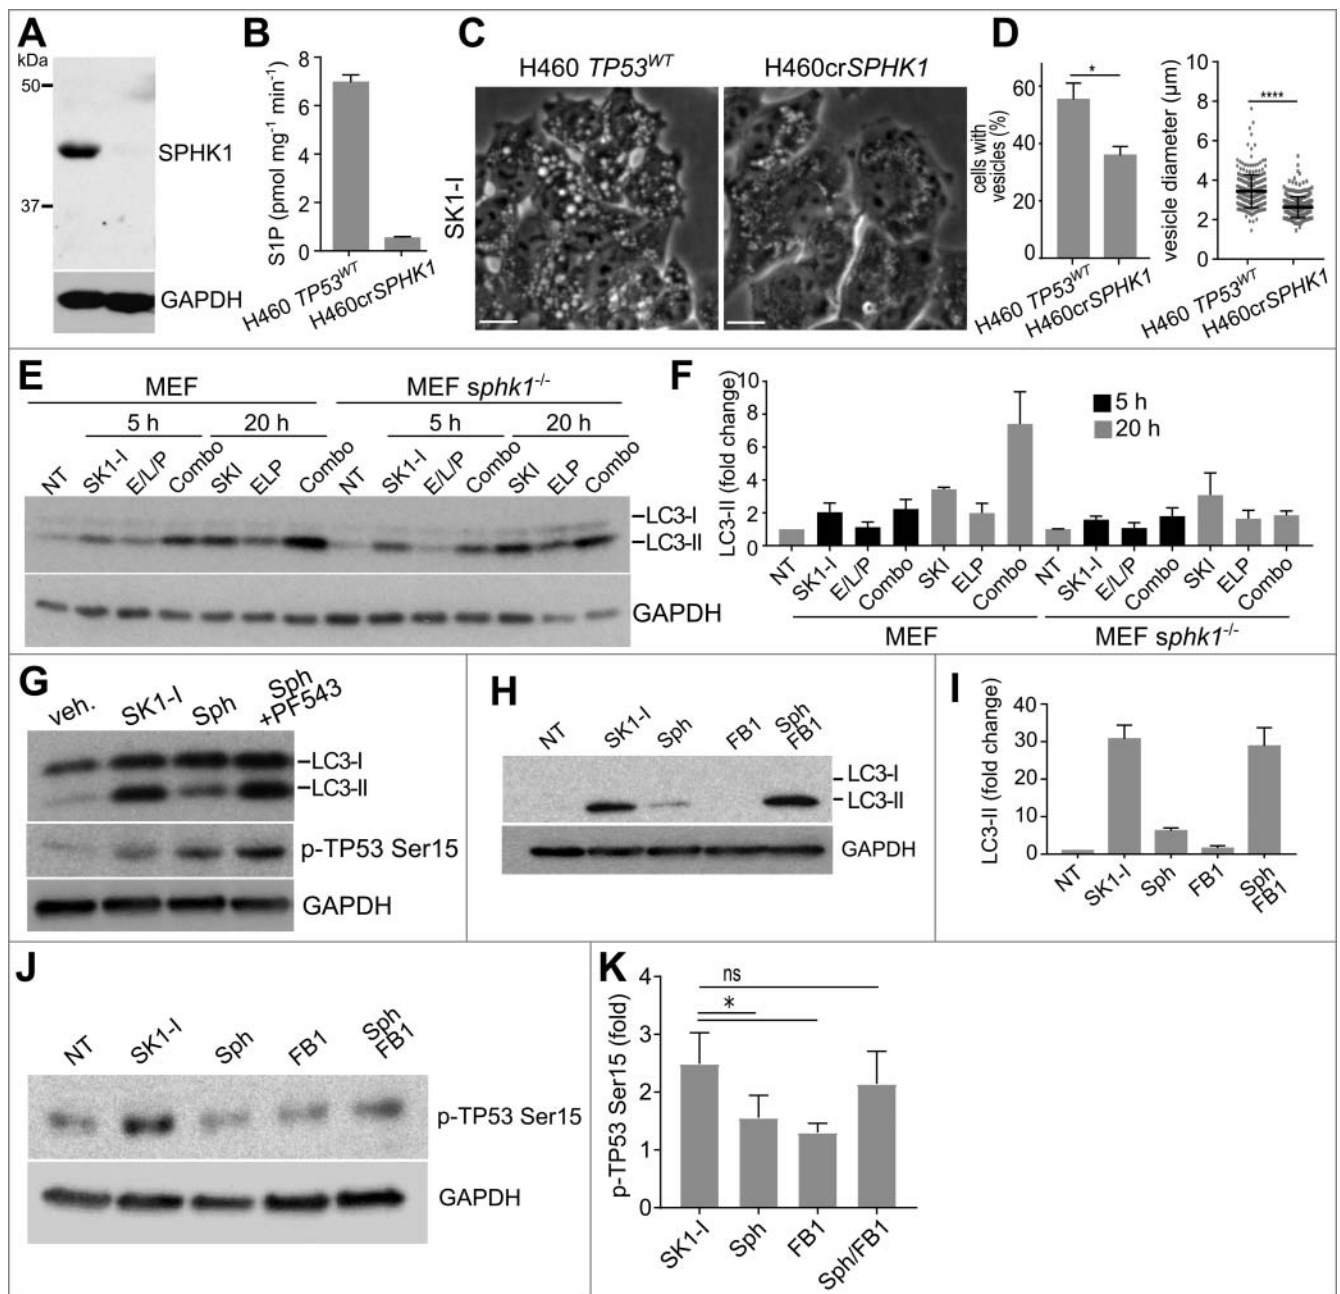 A
kDa
50
37
SPHK1
GAPDH
B
S1P (pmol mg⁻¹ min⁻¹)
8
6
4
2
0
H460 TP53ᵂᵀ
H460crSPHK1
C
H460 TP53ᵂᵀ
H460crSPHK1
SK1-I
D
cells with vesicles (%)
60
40
20
0
*
H460 TP53ᵂᵀ
H460crSPHK1
vesicle diameter (µm)
10
8
6
4
2
0
****
H460 TP53ᵂᵀ
H460crSPHK1
E
MEF
MEF sphk1⁻/⁻
5 h
20 h
5 h
20 h
NT
SK1-I
E/L/P
Combo
SKI
ELP
Combo
NT
SK1-I
E/L/P
Combo
SKI
ELP
Combo
LC3-I
LC3-II
GAPDH
F
LC3-II (fold change)
10
8
6
4
2
0
5 h
20 h
NT
SK1-I
E/L/P
Combo
SKI
ELP
Combo
NT
SK1-I
E/L/P
Combo
SKI
ELP
Combo
MEF
MEF sphk1⁻/⁻
G
veh.
SK1-I
Sph
Sph
+PF543
LC3-I
LC3-II
p-TP53 Ser15
GAPDH
H
NT
SK1-I
Sph
FB1
Sph
FB1
LC3-I
LC3-II
GAPDH
I
LC3-II (fold change)
40
30
20
10
0
NT
SK1-I
Sph
FB1
Sph
FB1
J
NT
SK1-I
Sph
FB1
Sph
FB1
p-TP53 Ser15
GAPDH
K
p-TP53 Ser15 (fold)
4
3
2
1
0
ns
*
SK1-I
Sph
FB1
Sph/FB1